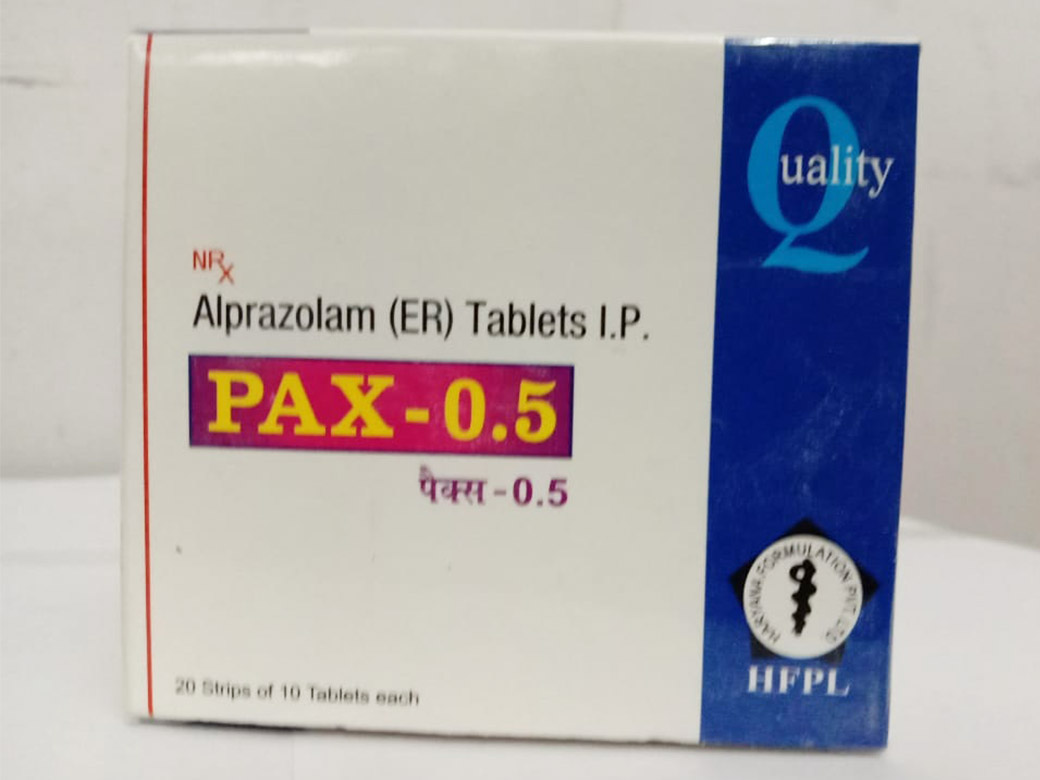 NRx
Alprazolam (ER) Tablets I.P.
PAX-0.5
पैक्स-0.5
20 Strips of 10 Tablets each
Quality
HARYANA FORMULATION PVT. LTD
HFPL